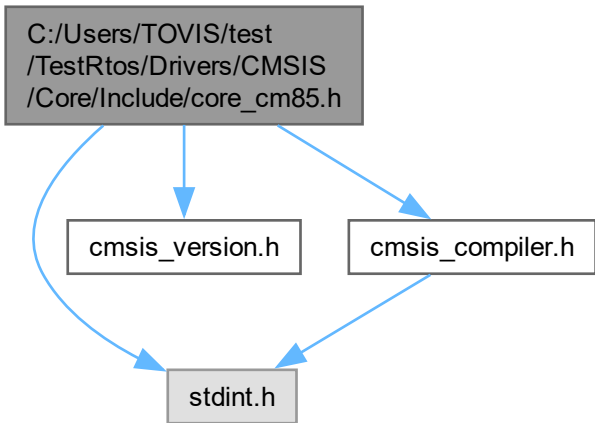 C:/Users/TOVIS/test
/TestRtos/Drivers/CMSIS
/Core/Include/core_cm85.h
cmsis_version.h
cmsis_compiler.h
stdint.h